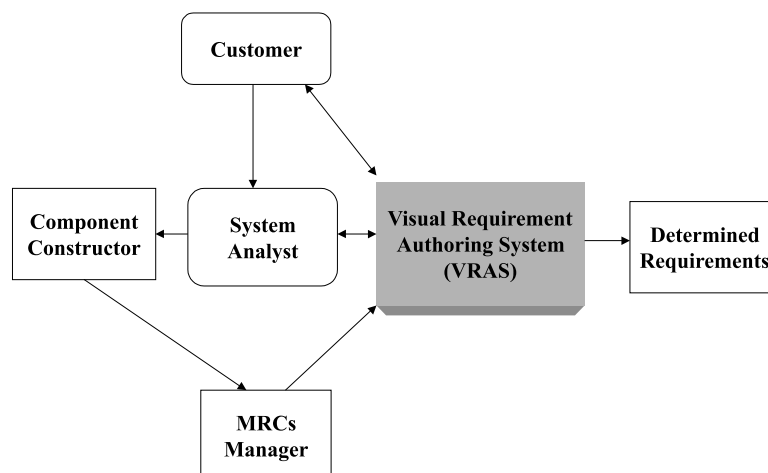 Customer
Component
Constructor
System
Analyst
Visual Requirement
Authoring System
(VRAS)
Determined
Requirements
MRCs
Manager